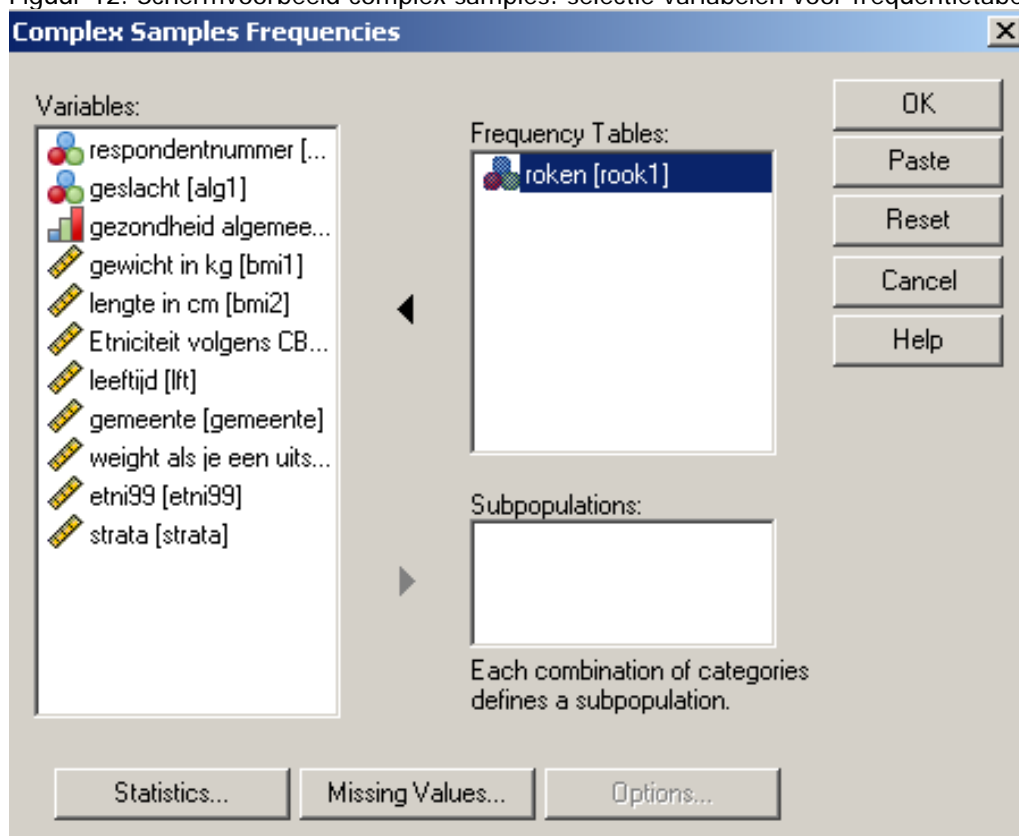 Figuur 12. Schermvoorbeeld complex samples: selectie variabelen voor frequentietabe
Complex Samples Frequencies
Variables:
respondentnummer [...
geslacht [alg1]
gezondheid algemee...
gewicht in kg [bmi1]
lengte in cm [bmi2]
Etniciteit volgens CB...
leeftijd [lft]
gemeente [gemeente]
weight als je een uits...
etni99 [etni99]
strata [strata]
Frequency Tables:
roken [rook1]
Subpopulations:
Each combination of categories
defines a subpopulation.
OK
Paste
Reset
Cancel
Help
Statistics...
Missing Values...
Options...